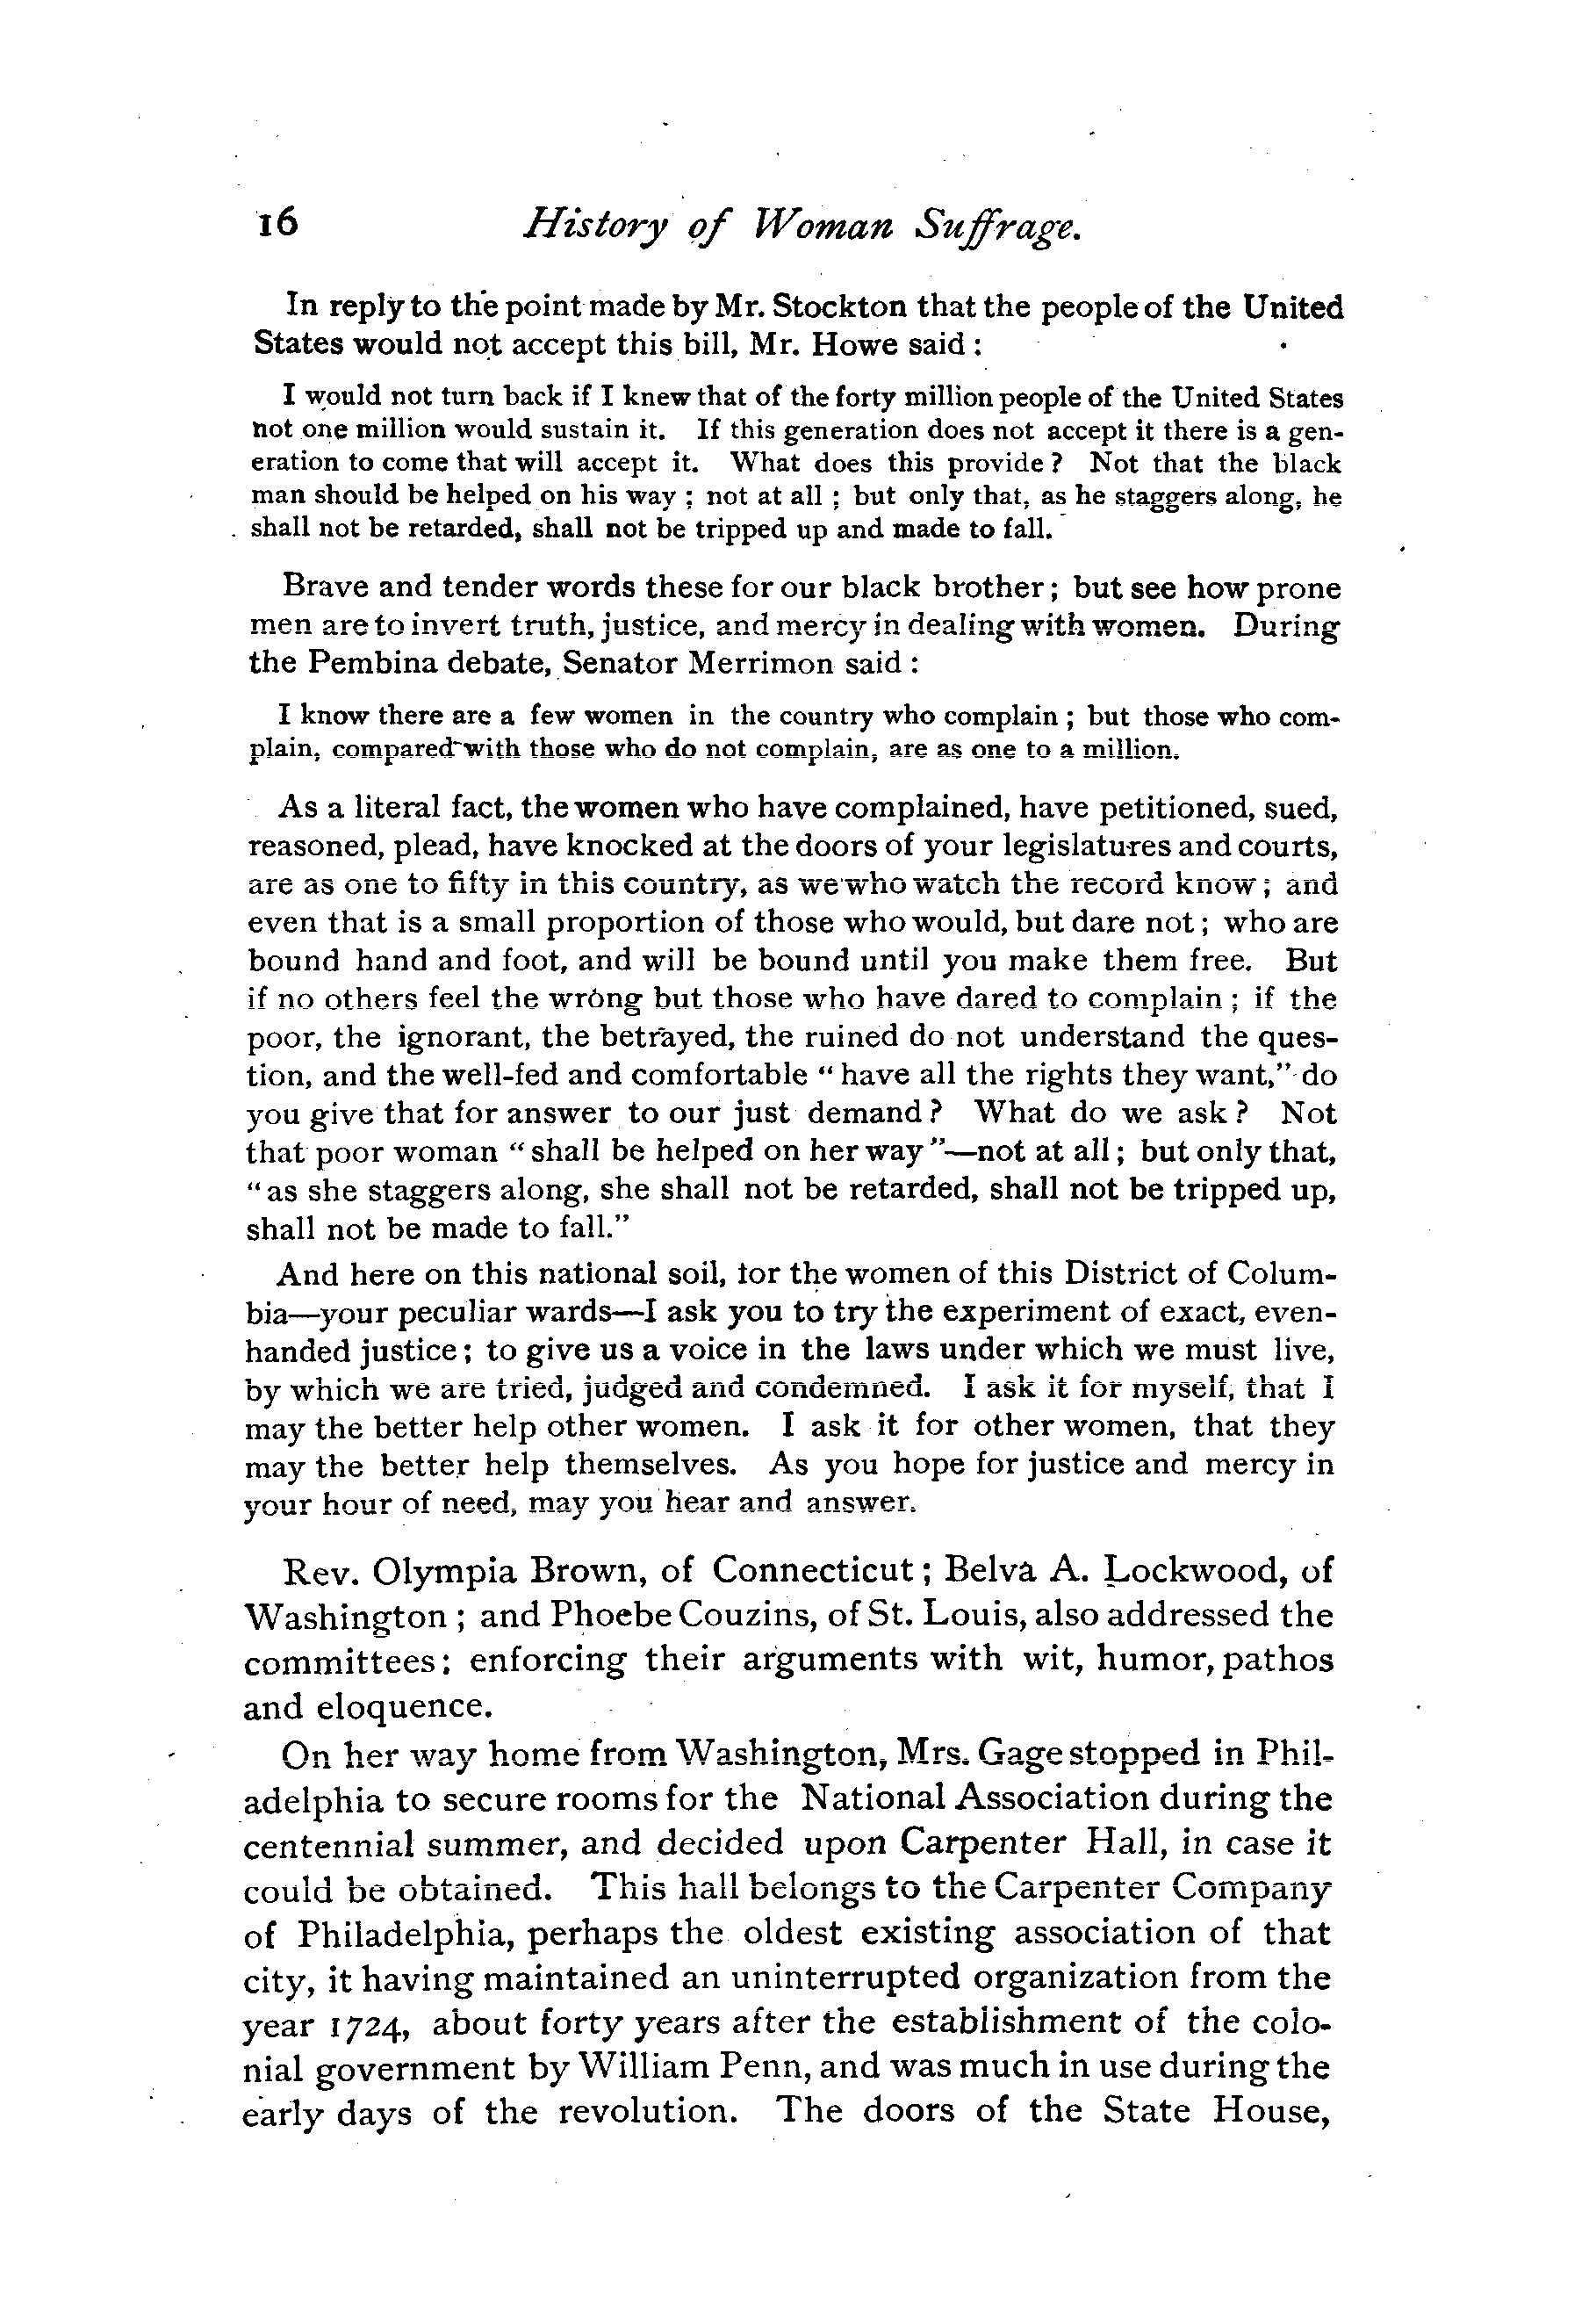 16 History of Woman Suffrage.
In reply to the point made by Mr. Stockton that the people of the United
States would not accept this bill, Mr. Howe said :
I would not turn back if I knew that of the forty million people of the United States
not one million would sustain it. If this generation does not accept it there is a gen-
eration to come that will accept it. What does this provide ? Not that the black
man should be helped on his way ; not at all ; but only that, as he staggers along, he
shall not be retarded, shall not be tripped up and made to fall.
Brave and tender words these for our black brother ; but see how prone
men are to invert truth, justice, and mercy in dealing with women. During
the Pembina debate, Senator Merrimon said :
I know there are a few women in the country who complain ; but those who com-
plain, compared with those who do not complain, are as one to a million.
As a literal fact, the women who have complained, have petitioned, sued,
reasoned, plead, have knocked at the doors of your legislatures and courts,
are as one to fifty in this country, as we who watch the record know ; and
even that is a small proportion of those who would, but dare not ; who are
bound hand and foot, and will be bound until you make them free. But
if no others feel the wrong but those who have dared to complain ; if the
poor, the ignorant, the betrayed, the ruined do not understand the ques-
tion, and the well-fed and comfortable " have all the rights they want," do
you give that for answer to our just demand ? What do we ask ? Not
that poor woman " shall be helped on her way "—not at all ; but only that,
" as she staggers along, she shall not be retarded, shall not be tripped up,
shall not be made to fall."
And here on this national soil, for the women of this District of Colum-
bia—your peculiar wards—I ask you to try the experiment of exact, even-
handed justice ; to give us a voice in the laws under which we must live,
by which we are tried, judged and condemned. I ask it for myself, that I
may the better help other women. I ask it for other women, that they
may the better help themselves. As you hope for justice and mercy in
your hour of need, may you hear and answer.
Rev. Olympia Brown, of Connecticut ; Belva A. Lockwood, of
Washington ; and Phoebe Couzins, of St. Louis, also addressed the
committees ; enforcing their arguments with wit, humor, pathos
and eloquence.
On her way home from Washington, Mrs. Gage stopped in Phil-
adelphia to secure rooms for the National Association during the
centennial summer, and decided upon Carpenter Hall, in case it
could be obtained. This hall belongs to the Carpenter Company
of Philadelphia, perhaps the oldest existing association of that
city, it having maintained an uninterrupted organization from the
year 1724, about forty years after the establishment of the colo-
nial government by William Penn, and was much in use during the
early days of the revolution. The doors of the State House,